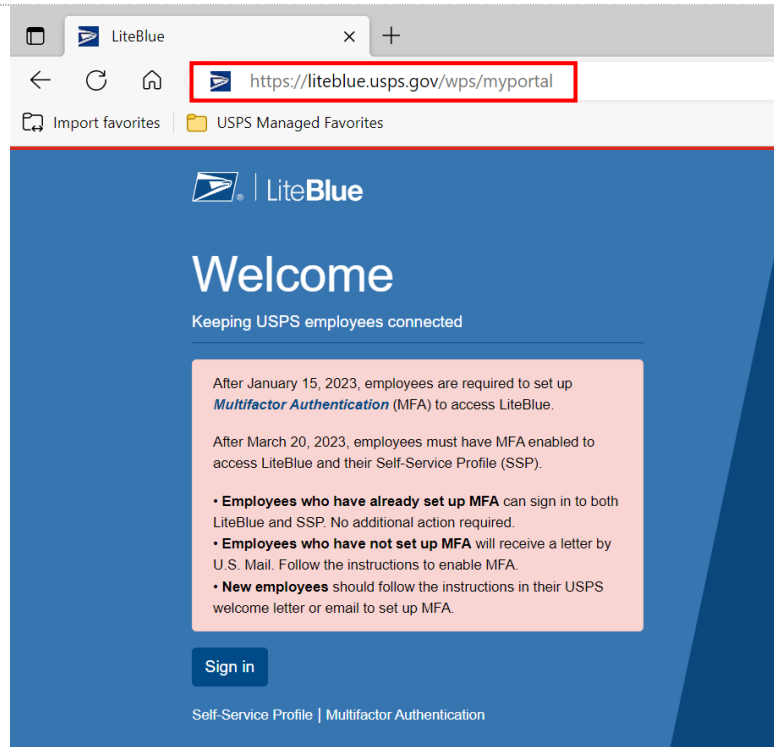 LiteBlue
https://liteblue.usps.gov/wps/myportal
Import favorites
USPS Managed Favorites
LiteBlue
Welcome
Keeping USPS employees connected
After January 15, 2023, employees are required to set up
Multifactor Authentication (MFA) to access LiteBlue.
After March 20, 2023, employees must have MFA enabled to
access LiteBlue and their Self-Service Profile (SSP).
• Employees who have already set up MFA can sign in to both
LiteBlue and SSP. No additional action required.
• Employees who have not set up MFA will receive a letter by
U.S. Mail. Follow the instructions to enable MFA.
• New employees should follow the instructions in their USPS
welcome letter or email to set up MFA.
Sign in
Self-Service Profile | Multifactor Authentication